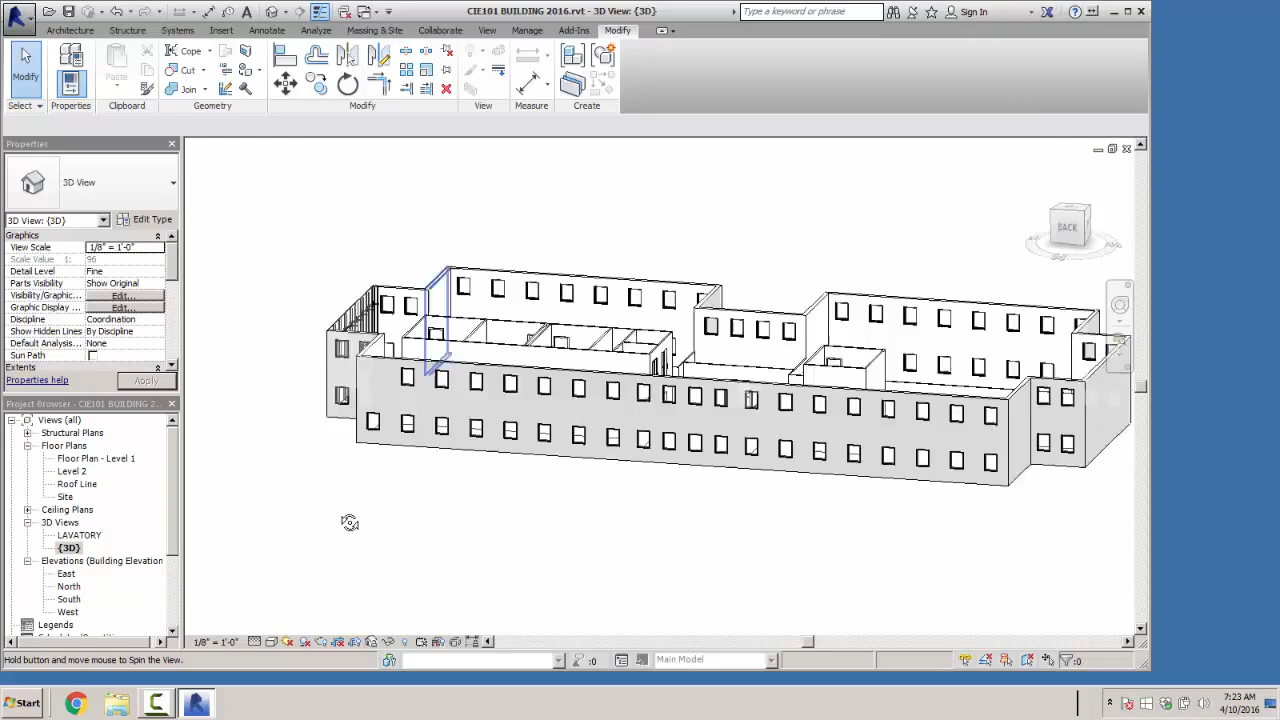 CIE101 BUILDING 2016.rvt - 3D View: {3D}
Type a keyword or phrase
Sign In
Architecture Structure Systems Insert Annotate Analyze Massing & Site Collaborate View Manage Add-Ins Modify
Modify
Paste
Cope
Cut
Join
Select Properties Clipboard Geometry Modify View Measure Create
Properties
3D View
3D View: {3D}
Edit Type
Graphics
View Scale 1/8" = 1'-0"
Scale Value 1: 96
Detail Level Fine
Parts Visibility Show Original
Visibility/Graphic... Edit...
Graphic Display ... Edit...
Discipline Coordination
Show Hidden Lines By Discipline
Default Analysis... None
Sun Path
Extents
Properties help
Apply
Project Browser - CIE101 BUILDING 2...
Views (all)
Structural Plans
Floor Plans
Floor Plan - Level 1
Level 2
Roof Line
Site
Ceiling Plans
3D Views
LAVATORY
{3D}
Elevations (Building Elevation
East
North
South
West
Legends
BACK
1/8" = 1'-0"
Hold button and move mouse to Spin the View.
:0
Main Model
:0
Start
7:23 AM
4/10/2016